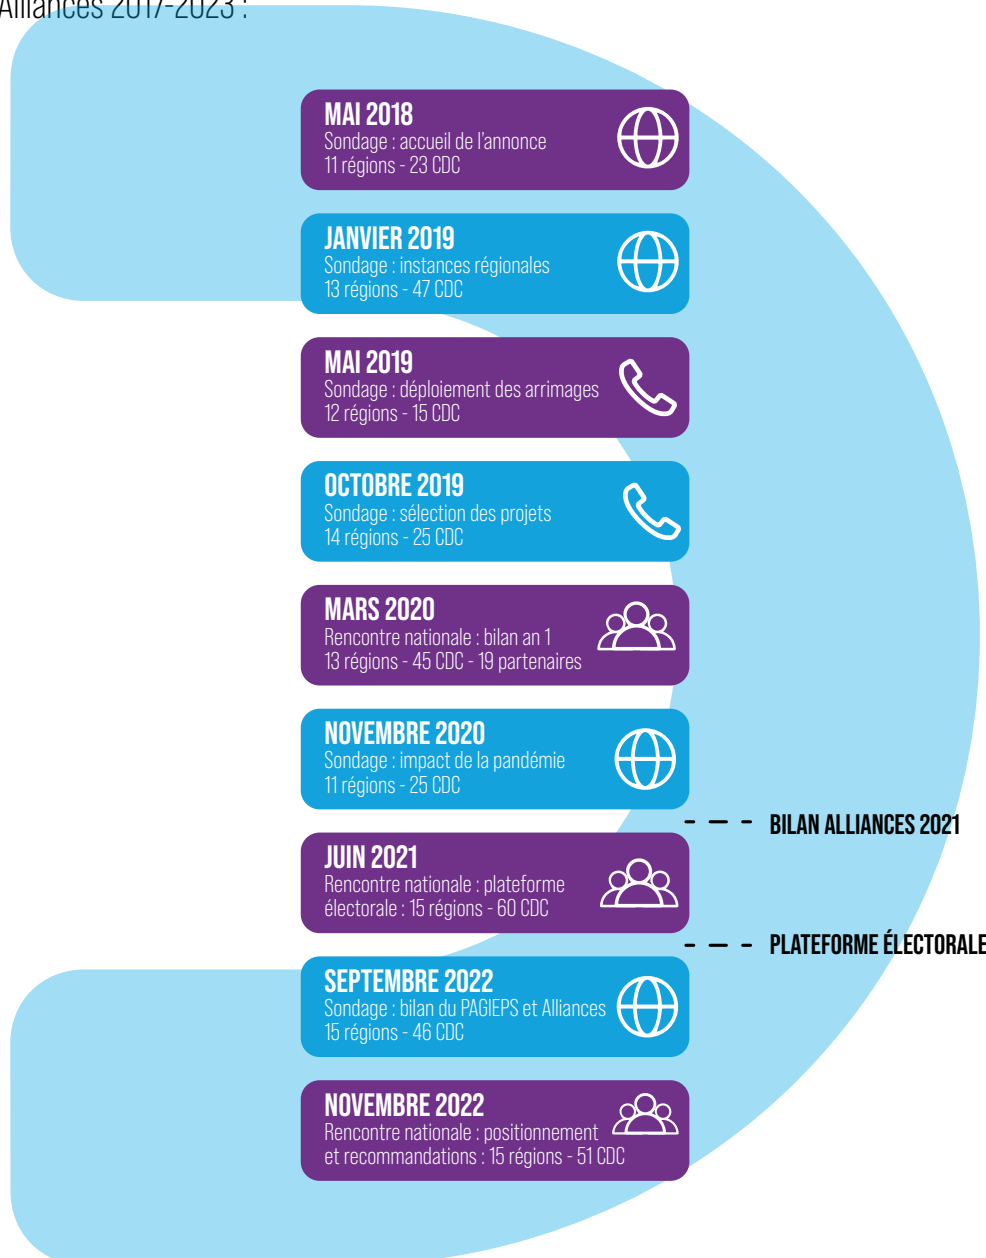 Alliances 2017-2023 :
MAI 2018
Sondage : accueil de l'annonce
11 régions - 23 CDC
JANVIER 2019
Sondage : instances régionales
13 régions - 47 CDC
MAI 2019
Sondage : déploiement des arrimages
12 régions - 15 CDC
OCTOBRE 2019
Sondage : sélection des projets
14 régions - 25 CDC
MARS 2020
Rencontre nationale : bilan an 1
13 régions - 45 CDC - 19 partenaires
NOVEMBRE 2020
Sondage : impact de la pandémie
11 régions - 25 CDC
BILAN ALLIANCES 2021
JUIN 2021
Rencontre nationale : plateforme
électorale : 15 régions - 60 CDC
PLATEFORME ÉLECTORALE
SEPTEMBRE 2022
Sondage : bilan du PAGIEPS et Alliances
15 régions - 46 CDC
NOVEMBRE 2022
Rencontre nationale : positionnement
et recommandations : 15 régions - 51 CDC